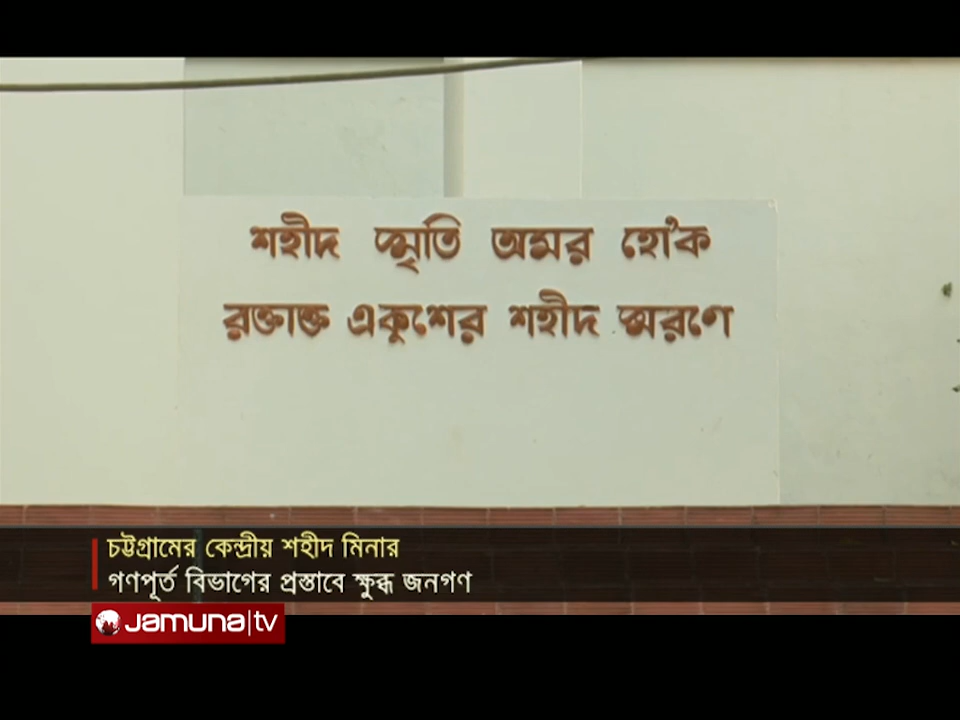 শহীদ স্মৃতি অমর হো'ক
রক্তাক্ত একুশের শহীদ স্মরণে
চট্টগ্রামের কেন্দ্রীয় শহীদ মিনার
গণপূর্ত বিভাগের প্রস্তাবে ক্ষুব্ধ জনগণ
JAMUNA|tv